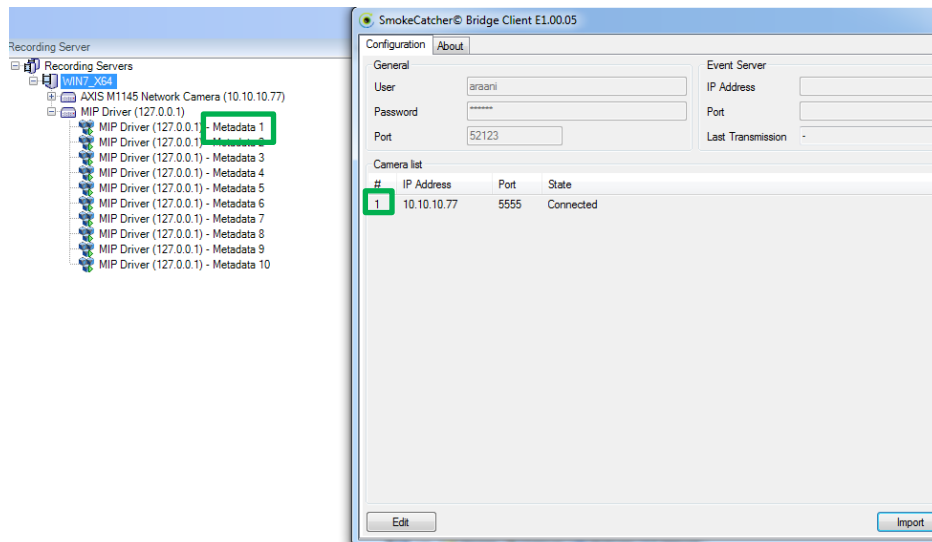 Recording Server
Recording Servers
WIN7_X64
AXIS M1145 Network Camera (10.10.10.77)
MIP Driver (127.0.0.1)
MIP Driver (127.0.0.1) - Metadata 1
MIP Driver (127.0.0.1) - Metadata 2
MIP Driver (127.0.0.1) - Metadata 3
MIP Driver (127.0.0.1) - Metadata 4
MIP Driver (127.0.0.1) - Metadata 5
MIP Driver (127.0.0.1) - Metadata 6
MIP Driver (127.0.0.1) - Metadata 7
MIP Driver (127.0.0.1) - Metadata 8
MIP Driver (127.0.0.1) - Metadata 9
MIP Driver (127.0.0.1) - Metadata 10
SmokeCatcher© Bridge Client E1.00.05
Configuration About
General
User araani
Password ******
Port 52123
Event Server
IP Address
Port
Last Transmission -
Camera list
# IP Address Port State
1 10.10.10.77 5555 Connected
Edit Import